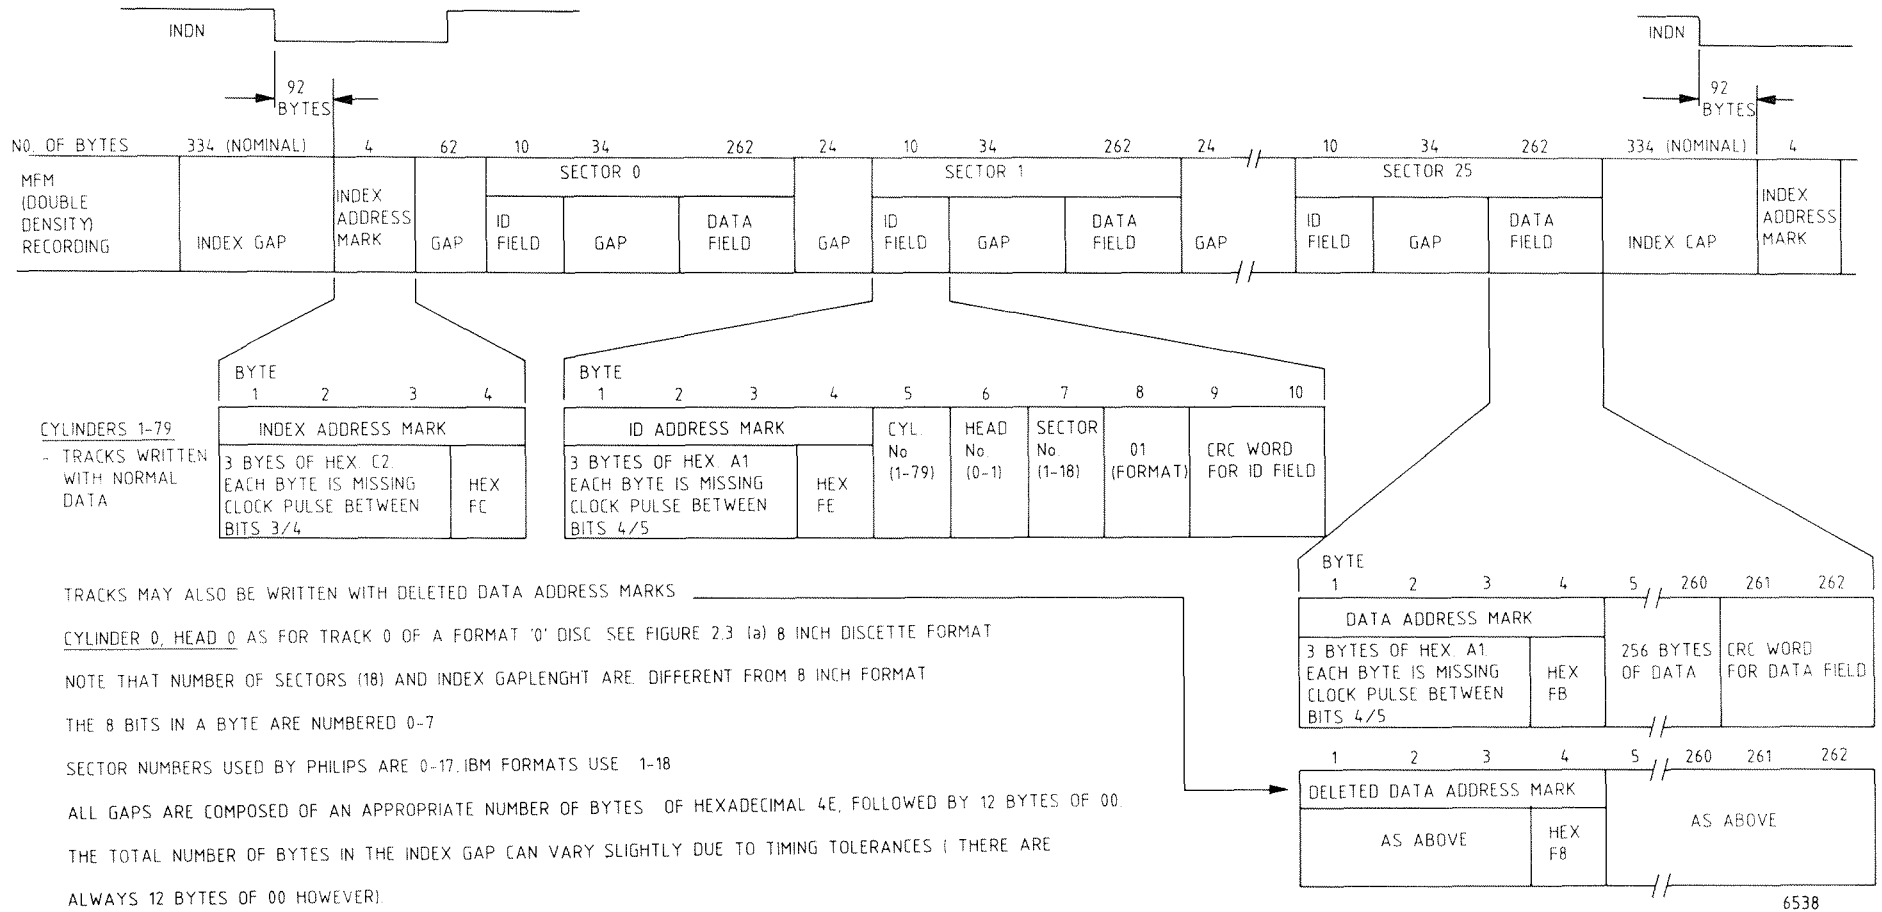 INDN
INDN
92
BYTES
92
BYTES
NO. OF BYTES 334 (NOMINAL) 4 62 10 34 262 24 10 34 262 24 10 34 262 334 (NOMINAL) 4
MFM
(DOUBLE
DENSITY)
RECORDING
INDEX GAP
INDEX
ADDRESS
MARK
GAP
SECTOR 0
ID
FIELD
GAP
DATA
FIELD
GAP
SECTOR 1
ID
FIELD
GAP
DATA
FIELD
GAP
SECTOR 25
ID
FIELD
GAP
DATA
FIELD
INDEX CAP
INDEX
ADDRESS
MARK
CYLINDERS 1-79
- TRACKS WRITTEN
WITH NORMAL
DATA
BYTE
1 2 3 4
INDEX ADDRESS MARK
3 BYES OF HEX. C2.
EACH BYTE IS MISSING
CLOCK PULSE BETWEEN
BITS 3/4
HEX
FC
BYTE
1 2 3 4 5 6 7 8 9 10
ID ADDRESS MARK
3 BYTES OF HEX. A1
EACH BYTE IS MISSING
CLOCK PULSE BETWEEN
BITS 4/5
HEX
FE
CYL.
No
(1-79)
HEAD
No.
(0-1)
SECTOR
No.
(1-18)
01
(FORMAT)
CRC WORD
FOR ID FIELD
BYTE
1 2 3 4 5 260 261 262
DATA ADDRESS MARK
3 BYTES OF HEX. A1.
EACH BYTE IS MISSING
CLOCK PULSE BETWEEN
BITS 4/5
HEX
FB
256 BYTES
OF DATA
CRC WORD
FOR DATA FIELD
1 2 3 4 5 260 261 262
DELETED DATA ADDRESS MARK
AS ABOVE
HEX
F8
AS ABOVE
TRACKS MAY ALSO BE WRITTEN WITH DELETED DATA ADDRESS MARKS
CYLINDER 0, HEAD 0 AS FOR TRACK 0 OF A FORMAT '0' DISC SEE FIGURE 2.3 (a) 8 INCH DISCETTE FORMAT
NOTE THAT NUMBER OF SECTORS (18) AND INDEX GAPLENGHT ARE. DIFFERENT FROM 8 INCH FORMAT
THE 8 BITS IN A BYTE ARE NUMBERED 0-7
SECTOR NUMBERS USED BY PHILIPS ARE 0-17. IBM FORMATS USE 1-18
ALL GAPS ARE COMPOSED OF AN APPROPRIATE NUMBER OF BYTES OF HEXADECIMAL 4E, FOLLOWED BY 12 BYTES OF 00.
THE TOTAL NUMBER OF BYTES IN THE INDEX GAP CAN VARY SLIGHTLY DUE TO TIMING TOLERANCES ( THERE ARE
ALWAYS 12 BYTES OF 00 HOWEVER).
6538